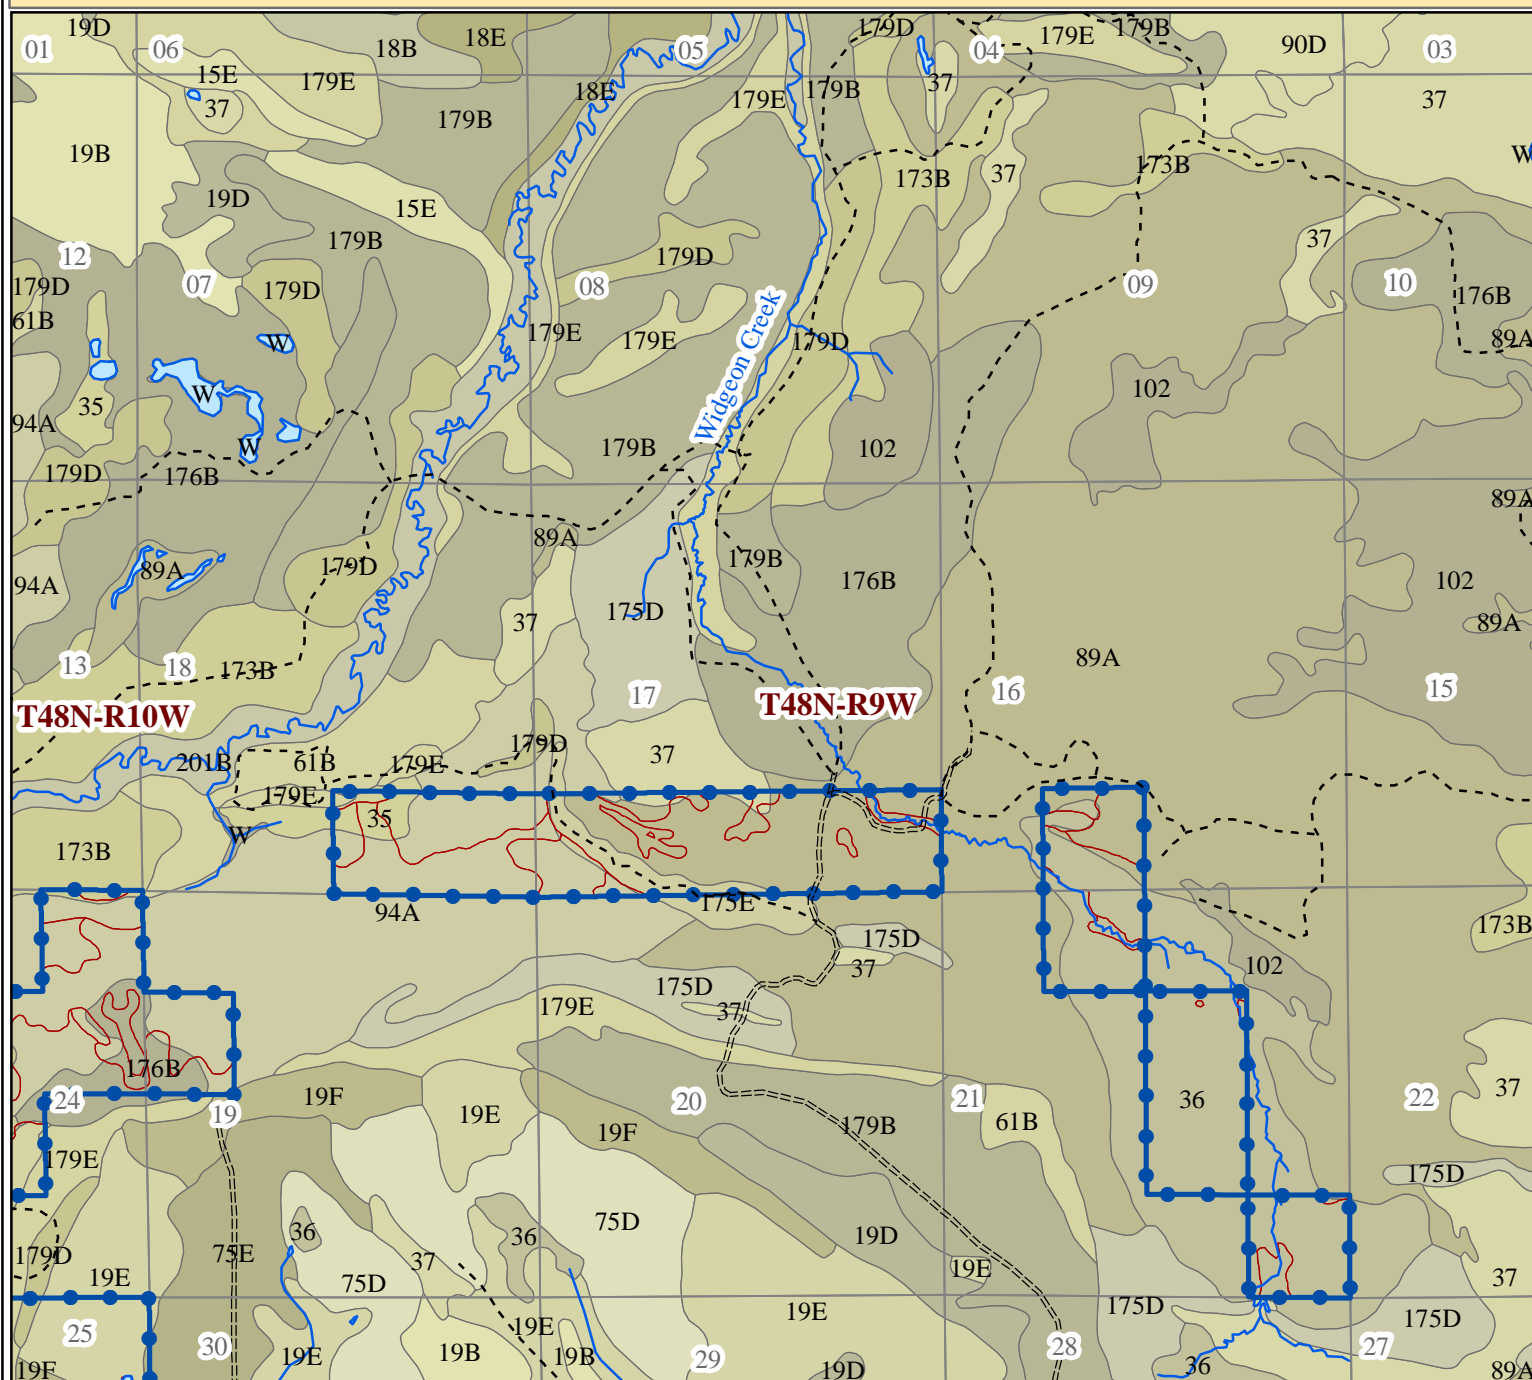 19D
01
06
18B
18E
05
179D
04
179E
179B
90D
03
15E
179E
37
18E
179B
179E
179B
37
37
19B
173B
37
173B
W
19D
15E
179B
12
07
179D
179D
08
179D
37
09
10
176B
61B
W
179E
179E
179D
89A
Widgeon Creek
W
35
102
94A
W
179B
102
179D
176B
89A
89A
179B
94A
89A
179D
176B
102
175D
37
89A
13
18
173B
89A
17
16
15
T48N-R10W
T48N-R9W
201B
61B
179E
179D
37
179E
35
W
173B
94A
175E
175D
173B
37
102
175D
179E
37
176B
24
19
19F
19E
20
179B
21
61B
36
22
37
19F
179E
175D
36
36
75D
19D
179D
75E
37
19E
19E
75D
37
175D
19E
175D
25
30
19E
19E
19B
19B
29
28
27
19F
19D
36
89A